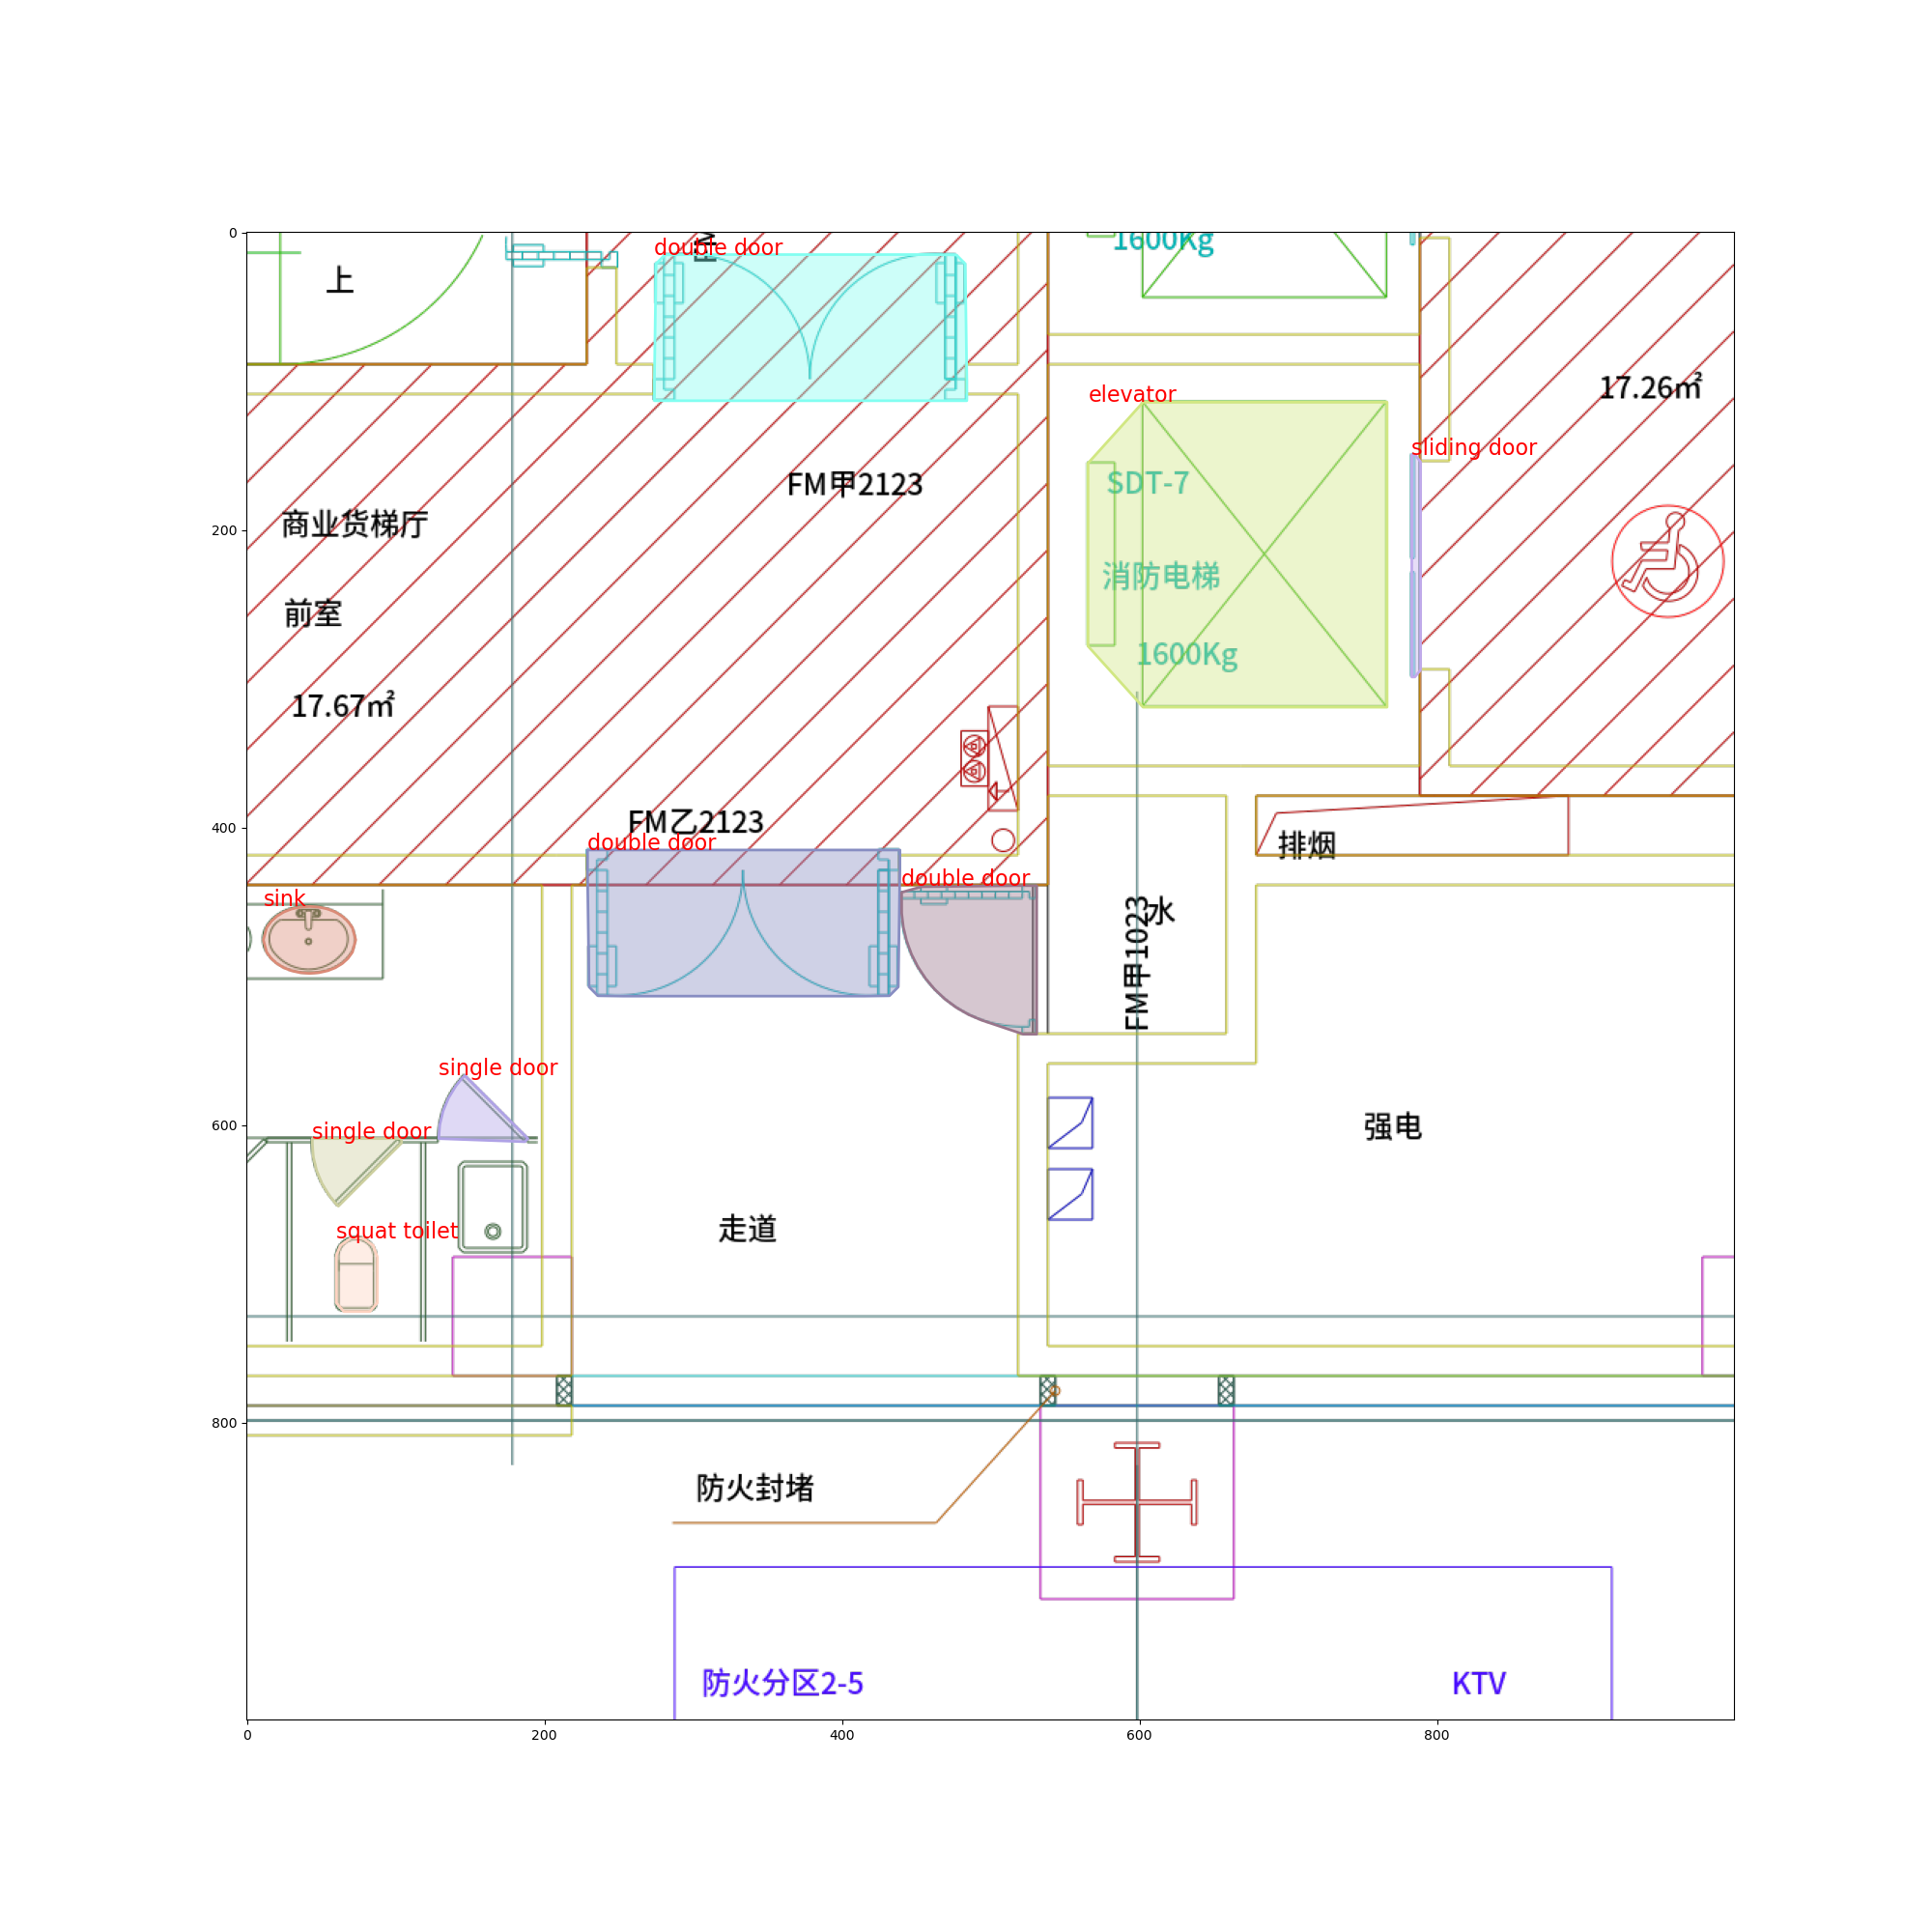 1600Kg
double door
上
17.26㎡
elevator
sliding door
SDT-7
FM甲2123
商业货梯厅
消防电梯
前室
1600Kg
17.67㎡
FM乙2123
double door
排烟
double door
sink
水
FM甲1023
single door
single door
强电
squat toilet
走道
防火封堵
防火分区2-5
KTV
0
200
400
600
800
0
200
400
600
800